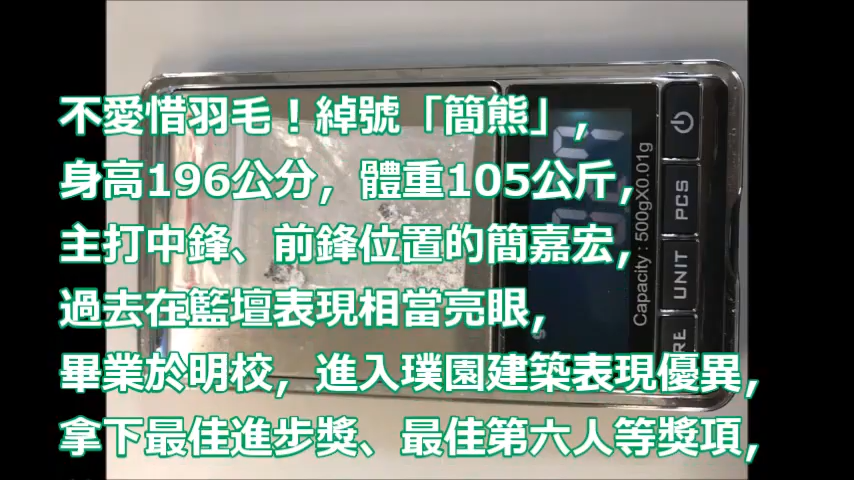 不愛惜羽毛！綽號「簡熊」，
身高196公分，體重105公斤，
主打中鋒、前鋒位置的簡嘉宏，
過去在籃壇表現相當亮眼，
畢業於明校，進入璞園建築表現優異，
拿下最佳進步獎、最佳第六人等獎項，
Capacity : 500gX0.01g
PCS
UNIT